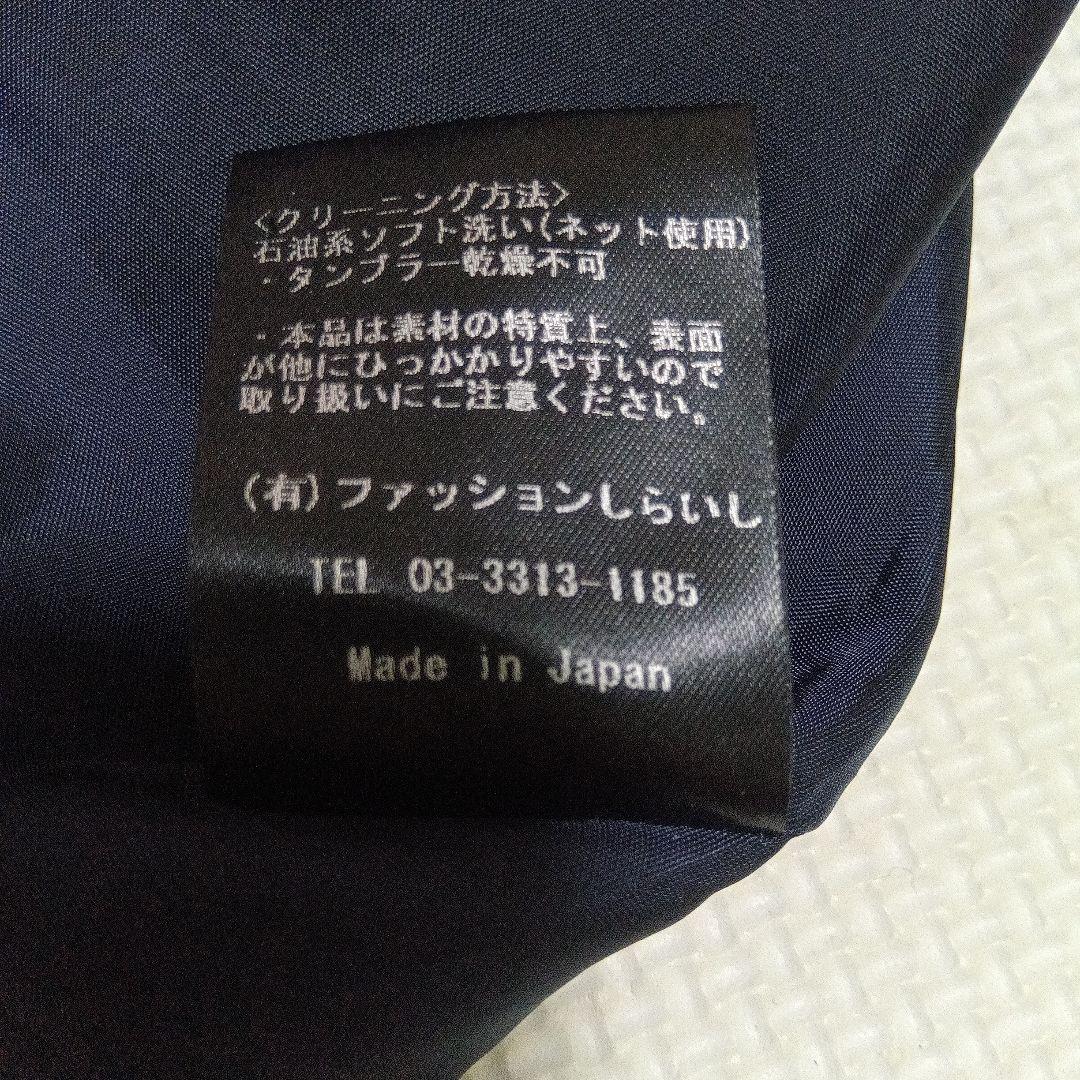 <クリーニング方法>
石油系ソフト洗い(ネット使用)
・タンブラー乾燥不可
・本品は素材の特質上、表面
が他にひっかかりやすいので
取り扱いにご注意ください。
(有)ファッションしらいし
TEL 03-3313-1185
Made in Japan